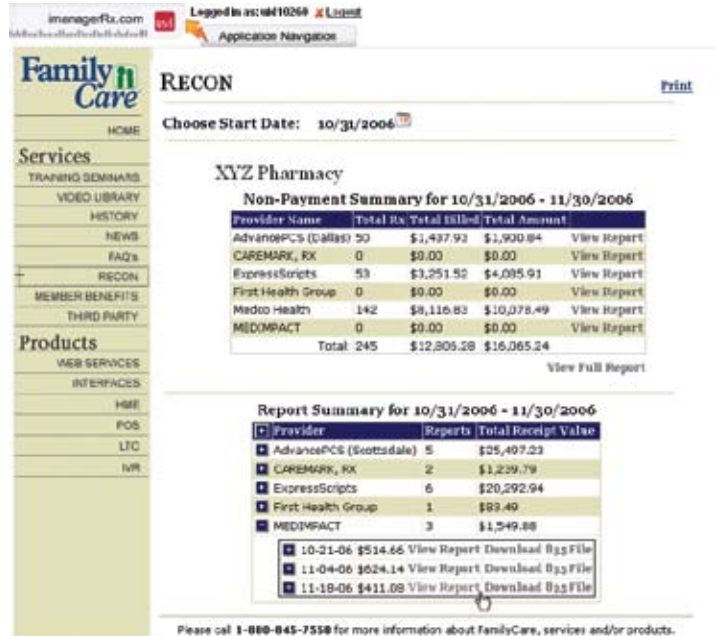 imanagerRx.com
Logged in as: uid10260 Logout
Application Navigation
Family
Care
HOME
Services
TRAINING SEMINARS
VIDEO LIBRARY
HISTORY
NEWS
FAQ's
RECON
MEMBER BENEFITS
THIRD PARTY
Products
WEB SERVICES
INTERFACES
HME
POS
LTC
IVR
RECON
Print
Choose Start Date: 10/31/2006
XYZ Pharmacy
Non-Payment Summary for 10/31/2006 - 11/30/2006
Provider Name Total Rx Total Billed Total Amount
AdvancePCS (Dallas) 50 $1,437.93 $1,900.84 View Report
CAREMARK, RX 0 $0.00 $0.00 View Report
ExpressScripts 53 $3,251.52 $4,085.91 View Report
First Health Group 0 $0.00 $0.00 View Report
Medco Health 142 $8,116.83 $10,078.49 View Report
MEDIMPACT 0 $0.00 $0.00 View Report
Total: 245 $12,806.28 $16,065.24
View Full Report
Report Summary for 10/31/2006 - 11/30/2006
Provider Reports Total Receipt Value
AdvancePCS (Scottsdale) 5 $25,497.23
CAREMARK, RX 2 $1,239.79
ExpressScripts 6 $20,292.94
First Health Group 1 $93.49
MEDIMPACT 3 $1,549.88
10-21-06 $514.66 View Report Download 835 File
11-04-06 $624.14 View Report Download 835 File
11-18-06 $411.08 View Report Download 835 File
Please call 1-800-845-7558 for more information about FamilyCare, services and/or products.